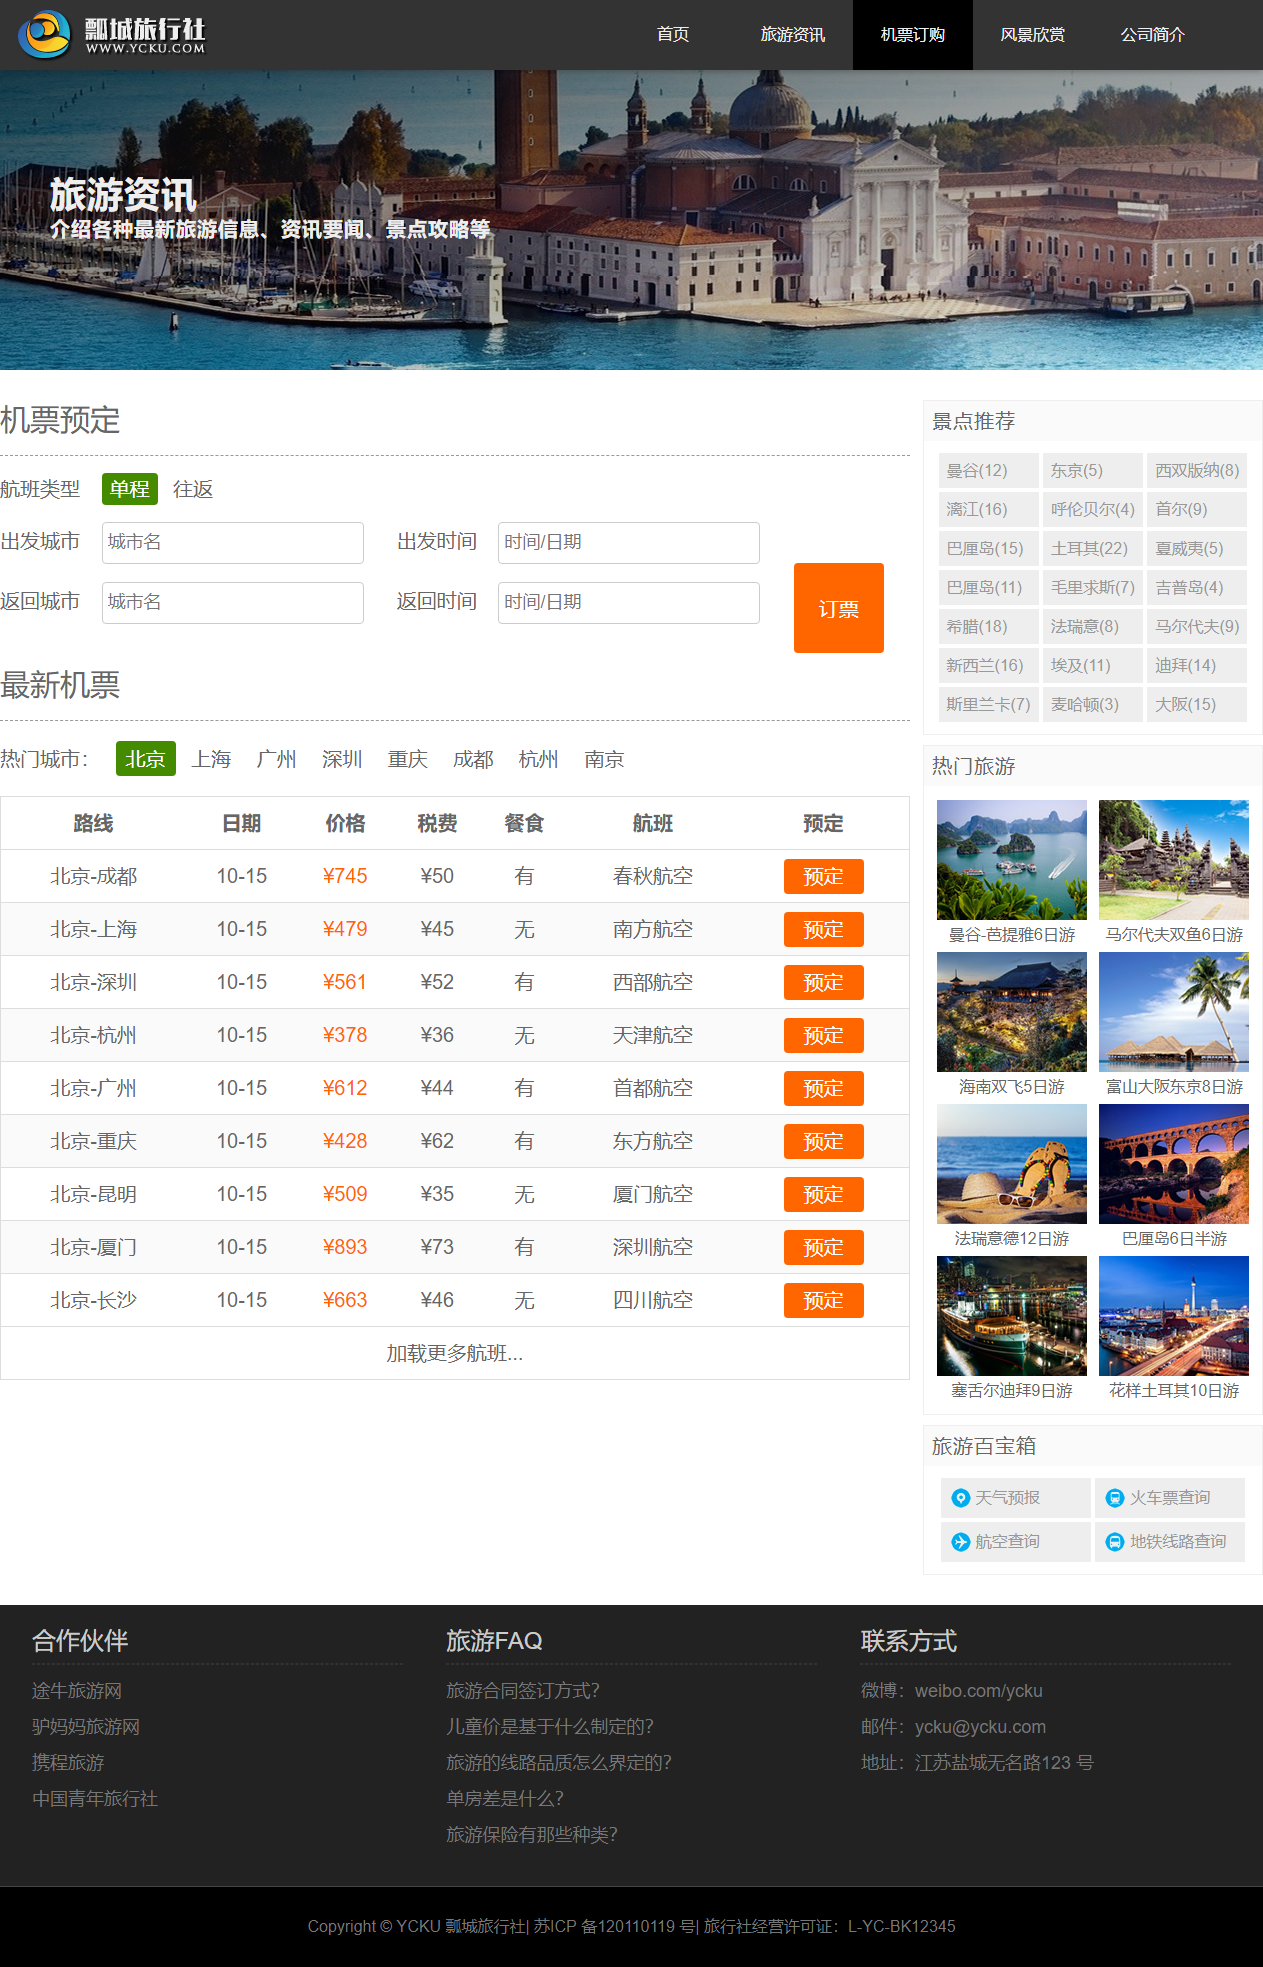 瓢城旅行社
WWW.YCKU.COM
首页 旅游资讯 机票订购 风景欣赏 公司简介
旅游资讯
介绍各种最新旅游信息、资讯要闻、景点攻略等
机票预定
航班类型 单程 往返
出发城市 城市名 出发时间 时间/日期
返回城市 城市名 返回时间 时间/日期
订票
最新机票
热门城市: 北京 上海 广州 深圳 重庆 成都 杭州 南京
路线 日期 价格 税费 餐食 航班 预定
北京-成都 10-15 ¥745 ¥50 有 春秋航空 预定
北京-上海 10-15 ¥479 ¥45 无 南方航空 预定
北京-深圳 10-15 ¥561 ¥52 有 西部航空 预定
北京-杭州 10-15 ¥378 ¥36 无 天津航空 预定
北京-广州 10-15 ¥612 ¥44 有 首都航空 预定
北京-重庆 10-15 ¥428 ¥62 有 东方航空 预定
北京-昆明 10-15 ¥509 ¥35 无 厦门航空 预定
北京-厦门 10-15 ¥893 ¥73 有 深圳航空 预定
北京-长沙 10-15 ¥663 ¥46 无 四川航空 预定
加载更多航班...
景点推荐
曼谷(12) 东京(5) 西双版纳(8)
漓江(16) 呼伦贝尔(4) 首尔(9)
巴厘岛(15) 土耳其(22) 夏威夷(5)
巴厘岛(11) 毛里求斯(7) 吉普岛(4)
希腊(18) 法瑞意(8) 马尔代夫(9)
新西兰(16) 埃及(11) 迪拜(14)
斯里兰卡(7) 麦哈顿(3) 大阪(15)
热门旅游
曼谷-芭提雅6日游 马尔代夫双鱼6日游
海南双飞5日游 富山大阪东京8日游
法瑞意德12日游 巴厘岛6日半游
塞舌尔迪拜9日游 花样土耳其10日游
旅游百宝箱
天气预报 火车票查询
航空查询 地铁线路查询
合作伙伴
途牛旅游网
驴妈妈旅游网
携程旅游
中国青年旅行社
旅游FAQ
旅游合同签订方式?
儿童价是基于什么制定的?
旅游的线路品质怎么界定的?
单房差是什么?
旅游保险有那些种类?
联系方式
微博：weibo.com/ycku
邮件：ycku@ycku.com
地址：江苏盐城无名路123 号
Copyright © YCKU 瓢城旅行社| 苏ICP 备120110119 号| 旅行社经营许可证：L-YC-BK12345